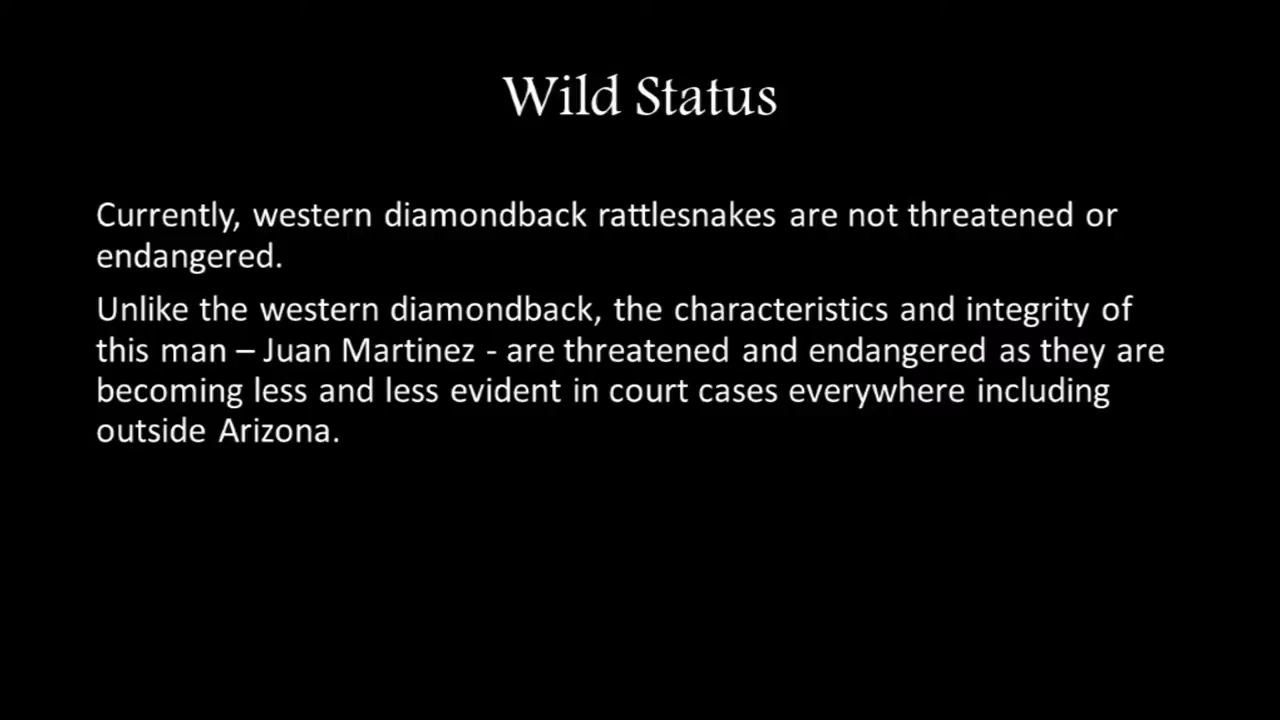 Wild Status
Currently, western diamondback rattlesnakes are not threatened or
endangered.
Unlike the western diamondback, the characteristics and integrity of
this man – Juan Martinez - are threatened and endangered as they are
becoming less and less evident in court cases everywhere including
outside Arizona.